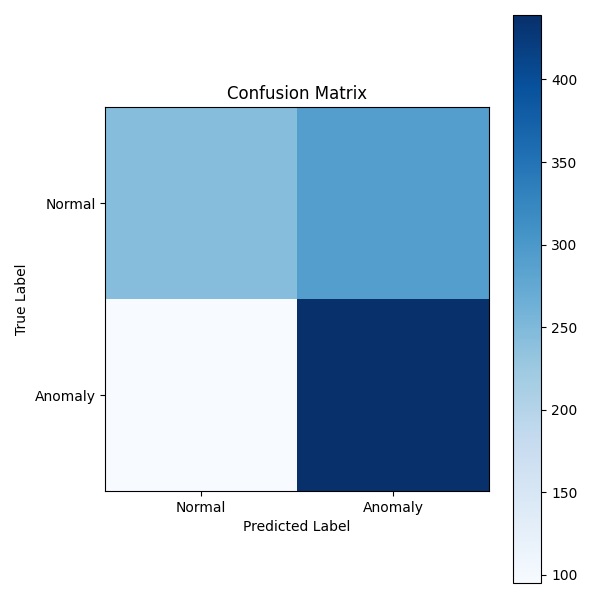 Confusion Matrix
True Label
Normal
Anomaly
Normal
Anomaly
Predicted Label
400
350
300
250
200
150
100